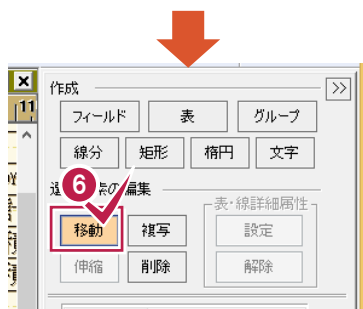 作成
>>
11
フィールド 表 グループ
線分 矩形 楕円 文字
6
の編集
表・線詳細属性
移動 複写 設定
伸縮 削除 解除